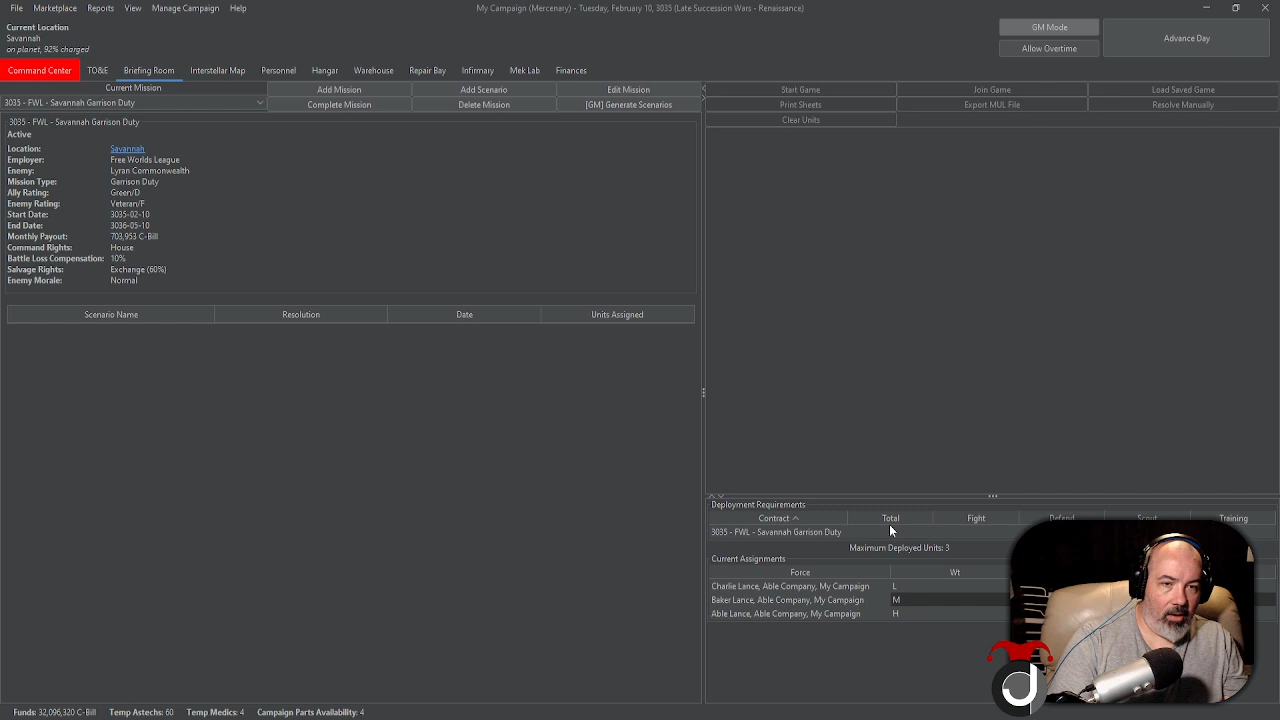 File Marketplace Reports View Manage Campaign Help
My Campaign (Mercenary) - Tuesday, February 10, 3035 (Late Succession Wars - Renaissance)
Current Location
Savannah
on planet, 92% charged
GM Mode
Allow Overtime
Advance Day
Command Center TO&E Briefing Room Interstellar Map Personnel Hangar Warehouse Repair Bay Infirmary Mek Lab Finances
Current Mission
3035 - FWL - Savannah Garrison Duty
Add Mission Add Scenario Edit Mission
Complete Mission Delete Mission [GM] Generate Scenarios
Start Game Join Game Load Saved Game
Print Sheets Export MUL File Resolve Manually
Clear Units
3035 - FWL - Savannah Garrison Duty
Active
Location: Savannah
Employer: Free Worlds League
Enemy: Lyran Commonwealth
Mission Type: Garrison Duty
Ally Rating: Green/D
Enemy Rating: Veteran/F
Start Date: 3035-02-10
End Date: 3036-05-10
Monthly Payout: 703,953 C-Bill
Command Rights: House
Battle Loss Compensation: 10%
Salvage Rights: Exchange (60%)
Enemy Morale: Normal
Scenario Name Resolution Date Units Assigned
Deployment Requirements
Contract Total Fight Defend Scout Training
3035 - FWL - Savannah Garrison Duty
Maximum Deployed Units: 3
Current Assignments
Force Wt
Charlie Lance, Able Company, My Campaign L
Baker Lance, Able Company, My Campaign M
Able Lance, Able Company, My Campaign H
Funds: 32,096,320 C-Bill Temp Astechs: 60 Temp Medics: 4 Campaign Parts Availability: 4